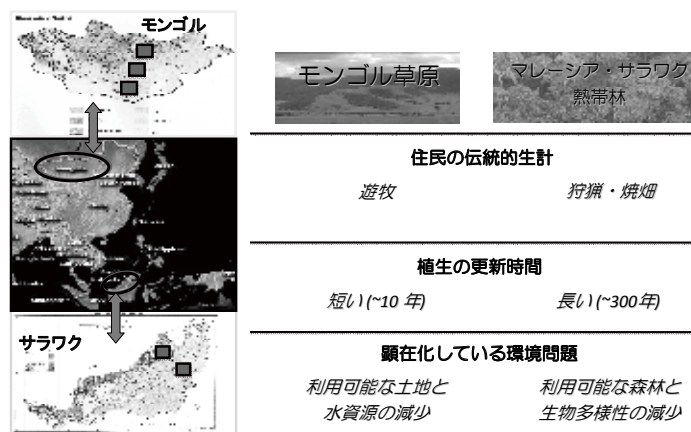 モンゴル
サラワク
モンゴル草原
マレーシア・サラワク
熱帯林
住民の伝統的生計
遊牧
狩猟・焼畑
植生の更新時間
短い(~10 年)
長い(~300年)
顕在化している環境問題
利用可能な土地と
水資源の減少
利用可能な森林と
生物多様性の減少